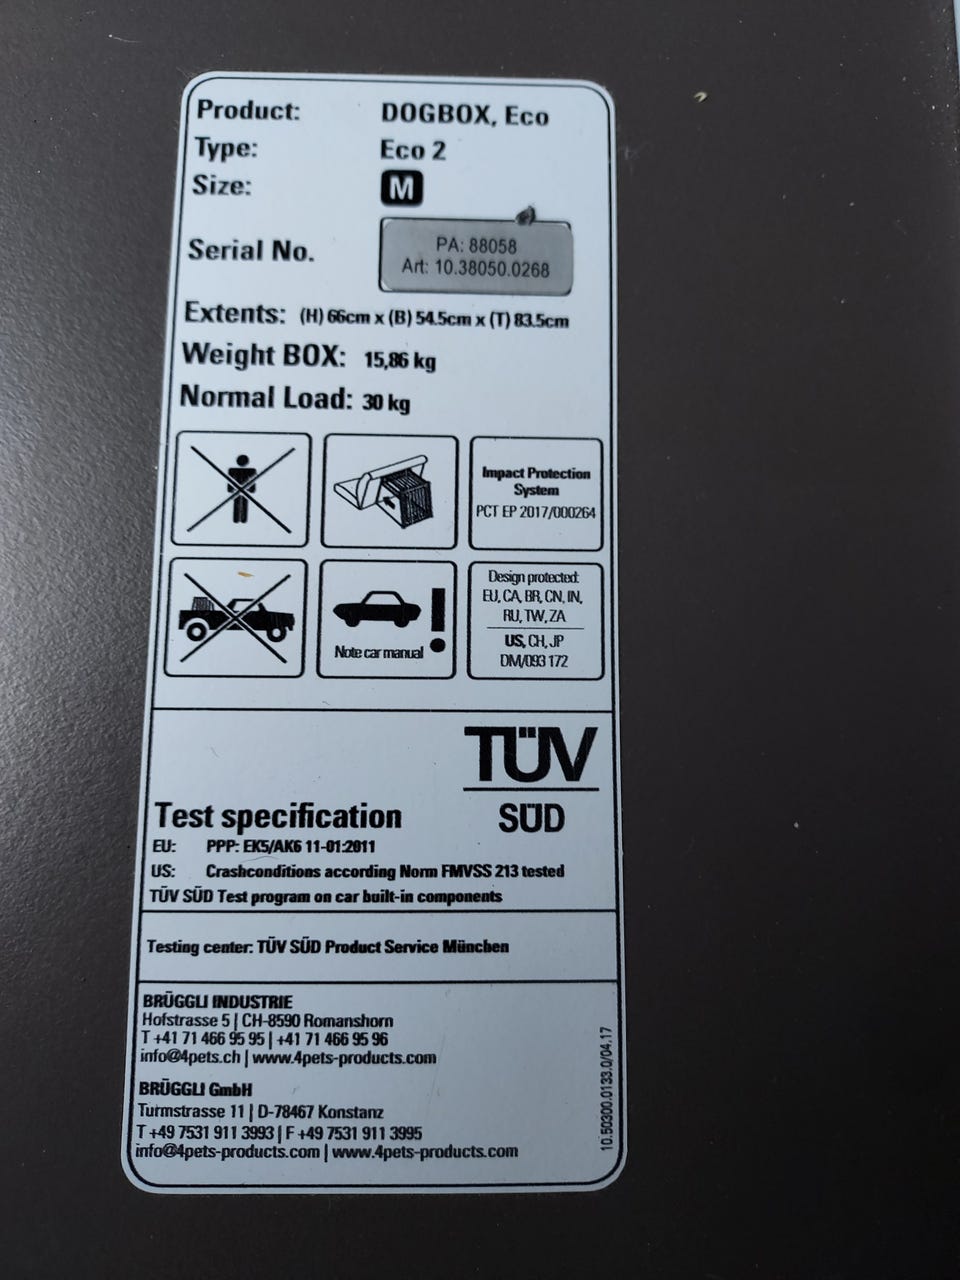 Product: DOGBOX, Eco
Type: Eco 2
Size: M
Serial No. PA: 88058
Art: 10.38050.0268
Extents: (H) 66cm x (B) 54.5cm x (T) 83.5cm
Weight BOX: 15,86 kg
Normal Load: 30 kg
Impact Protection
System
PCT EP 2017/000264
Note car manual
Design protected:
EU, CA, BR, CN, IN,
RU, TW, ZA
US, CH, JP
DM/093 172
TÜV
SÜD
Test specification
EU: PPP: EK5/AK6 11-01:2011
US: Crashconditions according Norm FMVSS 213 tested
TÜV SÜD Test program on car built-in components
Testing center: TÜV SÜD Product Service München
BRÜGGLI INDUSTRIE
Hofstrasse 5 | CH-8590 Romanshorn
T +41 71 466 95 95 | +41 71 466 95 96
info@4pets.ch | www.4pets-products.com
BRÜGGLI GmbH
Turmstrasse 11 | D-78467 Konstanz
T +49 7531 911 3993 | F +49 7531 911 3995
info@4pets-products.com | www.4pets-products.com
10.50300.0133.0/04.17